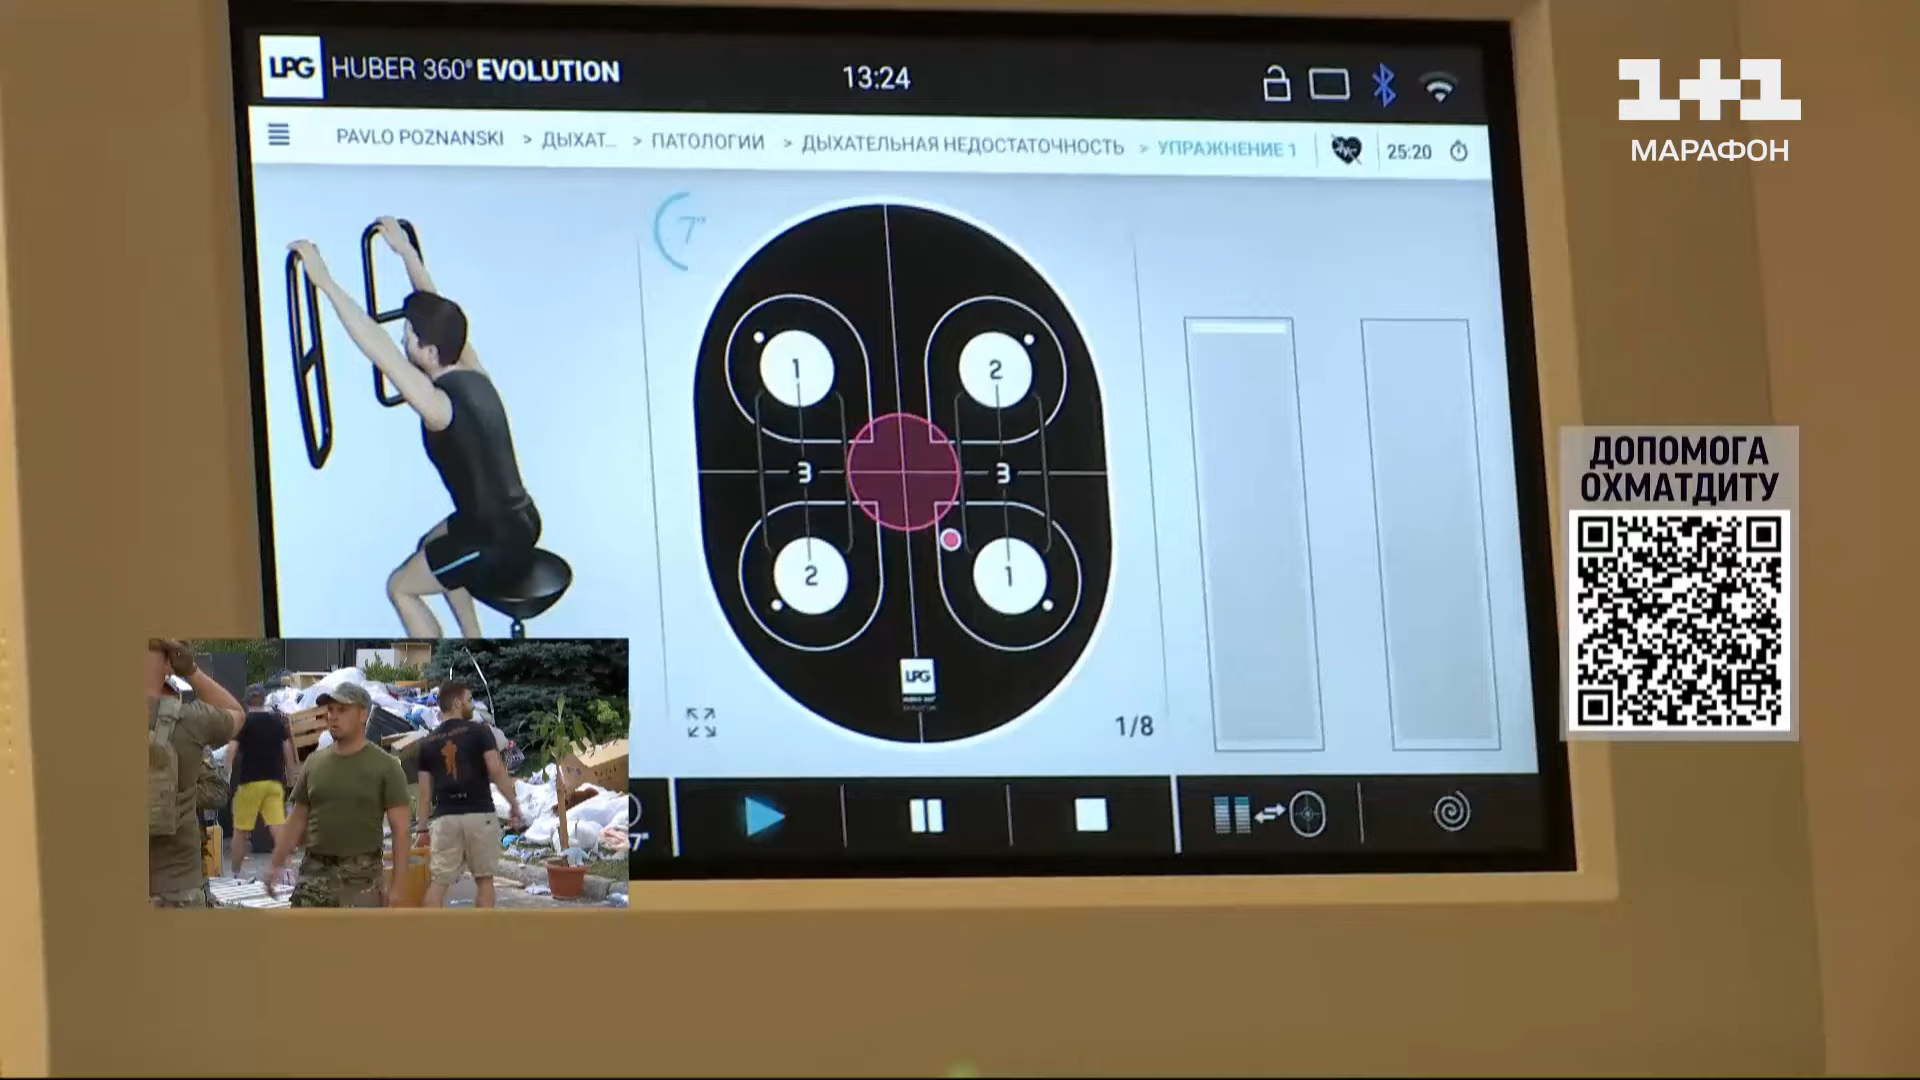 LPG HUBER 360° EVOLUTION
13:24
1+1
МАРАФОН
PAVLO POZNANSKI > ДЫХАТ... > ПАТОЛОГИИ > ДЫХАТЕЛЬНАЯ НЕДОСТАТОЧНОСТЬ > УПРАЖНЕНИЕ 1
25:20
7"
1 2
3 3
2 1
LPG
1/8
7"
ДОПОМОГА
ОХМАТДИТУ